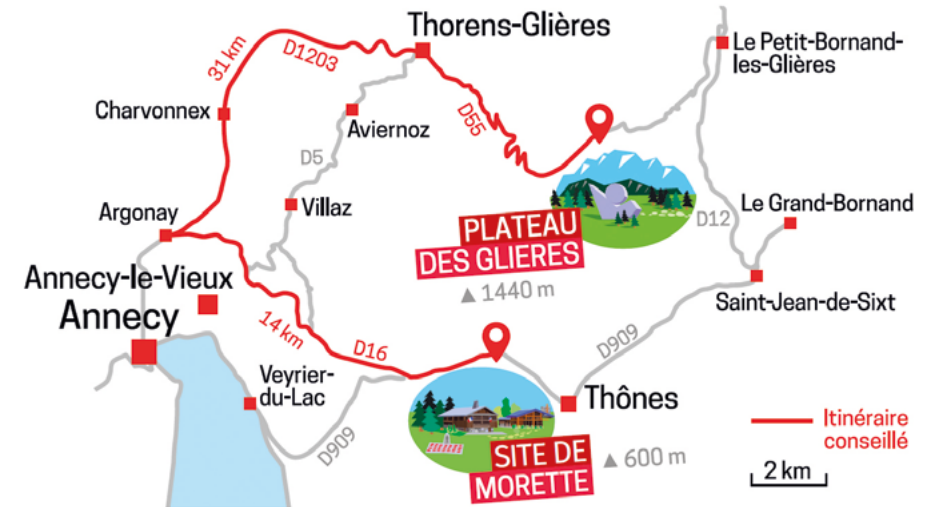 Thorens-Glières
31 km
D1203
Le Petit-Bornand-
les-Glières
Charvonnex
D55
Aviernoz
D5
Villaz
Argonay
Le Grand-Bornand
D12
PLATEAU
DES GLIERES
▲ 1440 m
Annecy-le-Vieux
Annecy
Saint-Jean-de-Sixt
14 km
D16
D909
Veyrier-
du-Lac
D909
Thônes
Itinéraire
conseillé
SITE DE
MORETTE
▲ 600 m
2 km